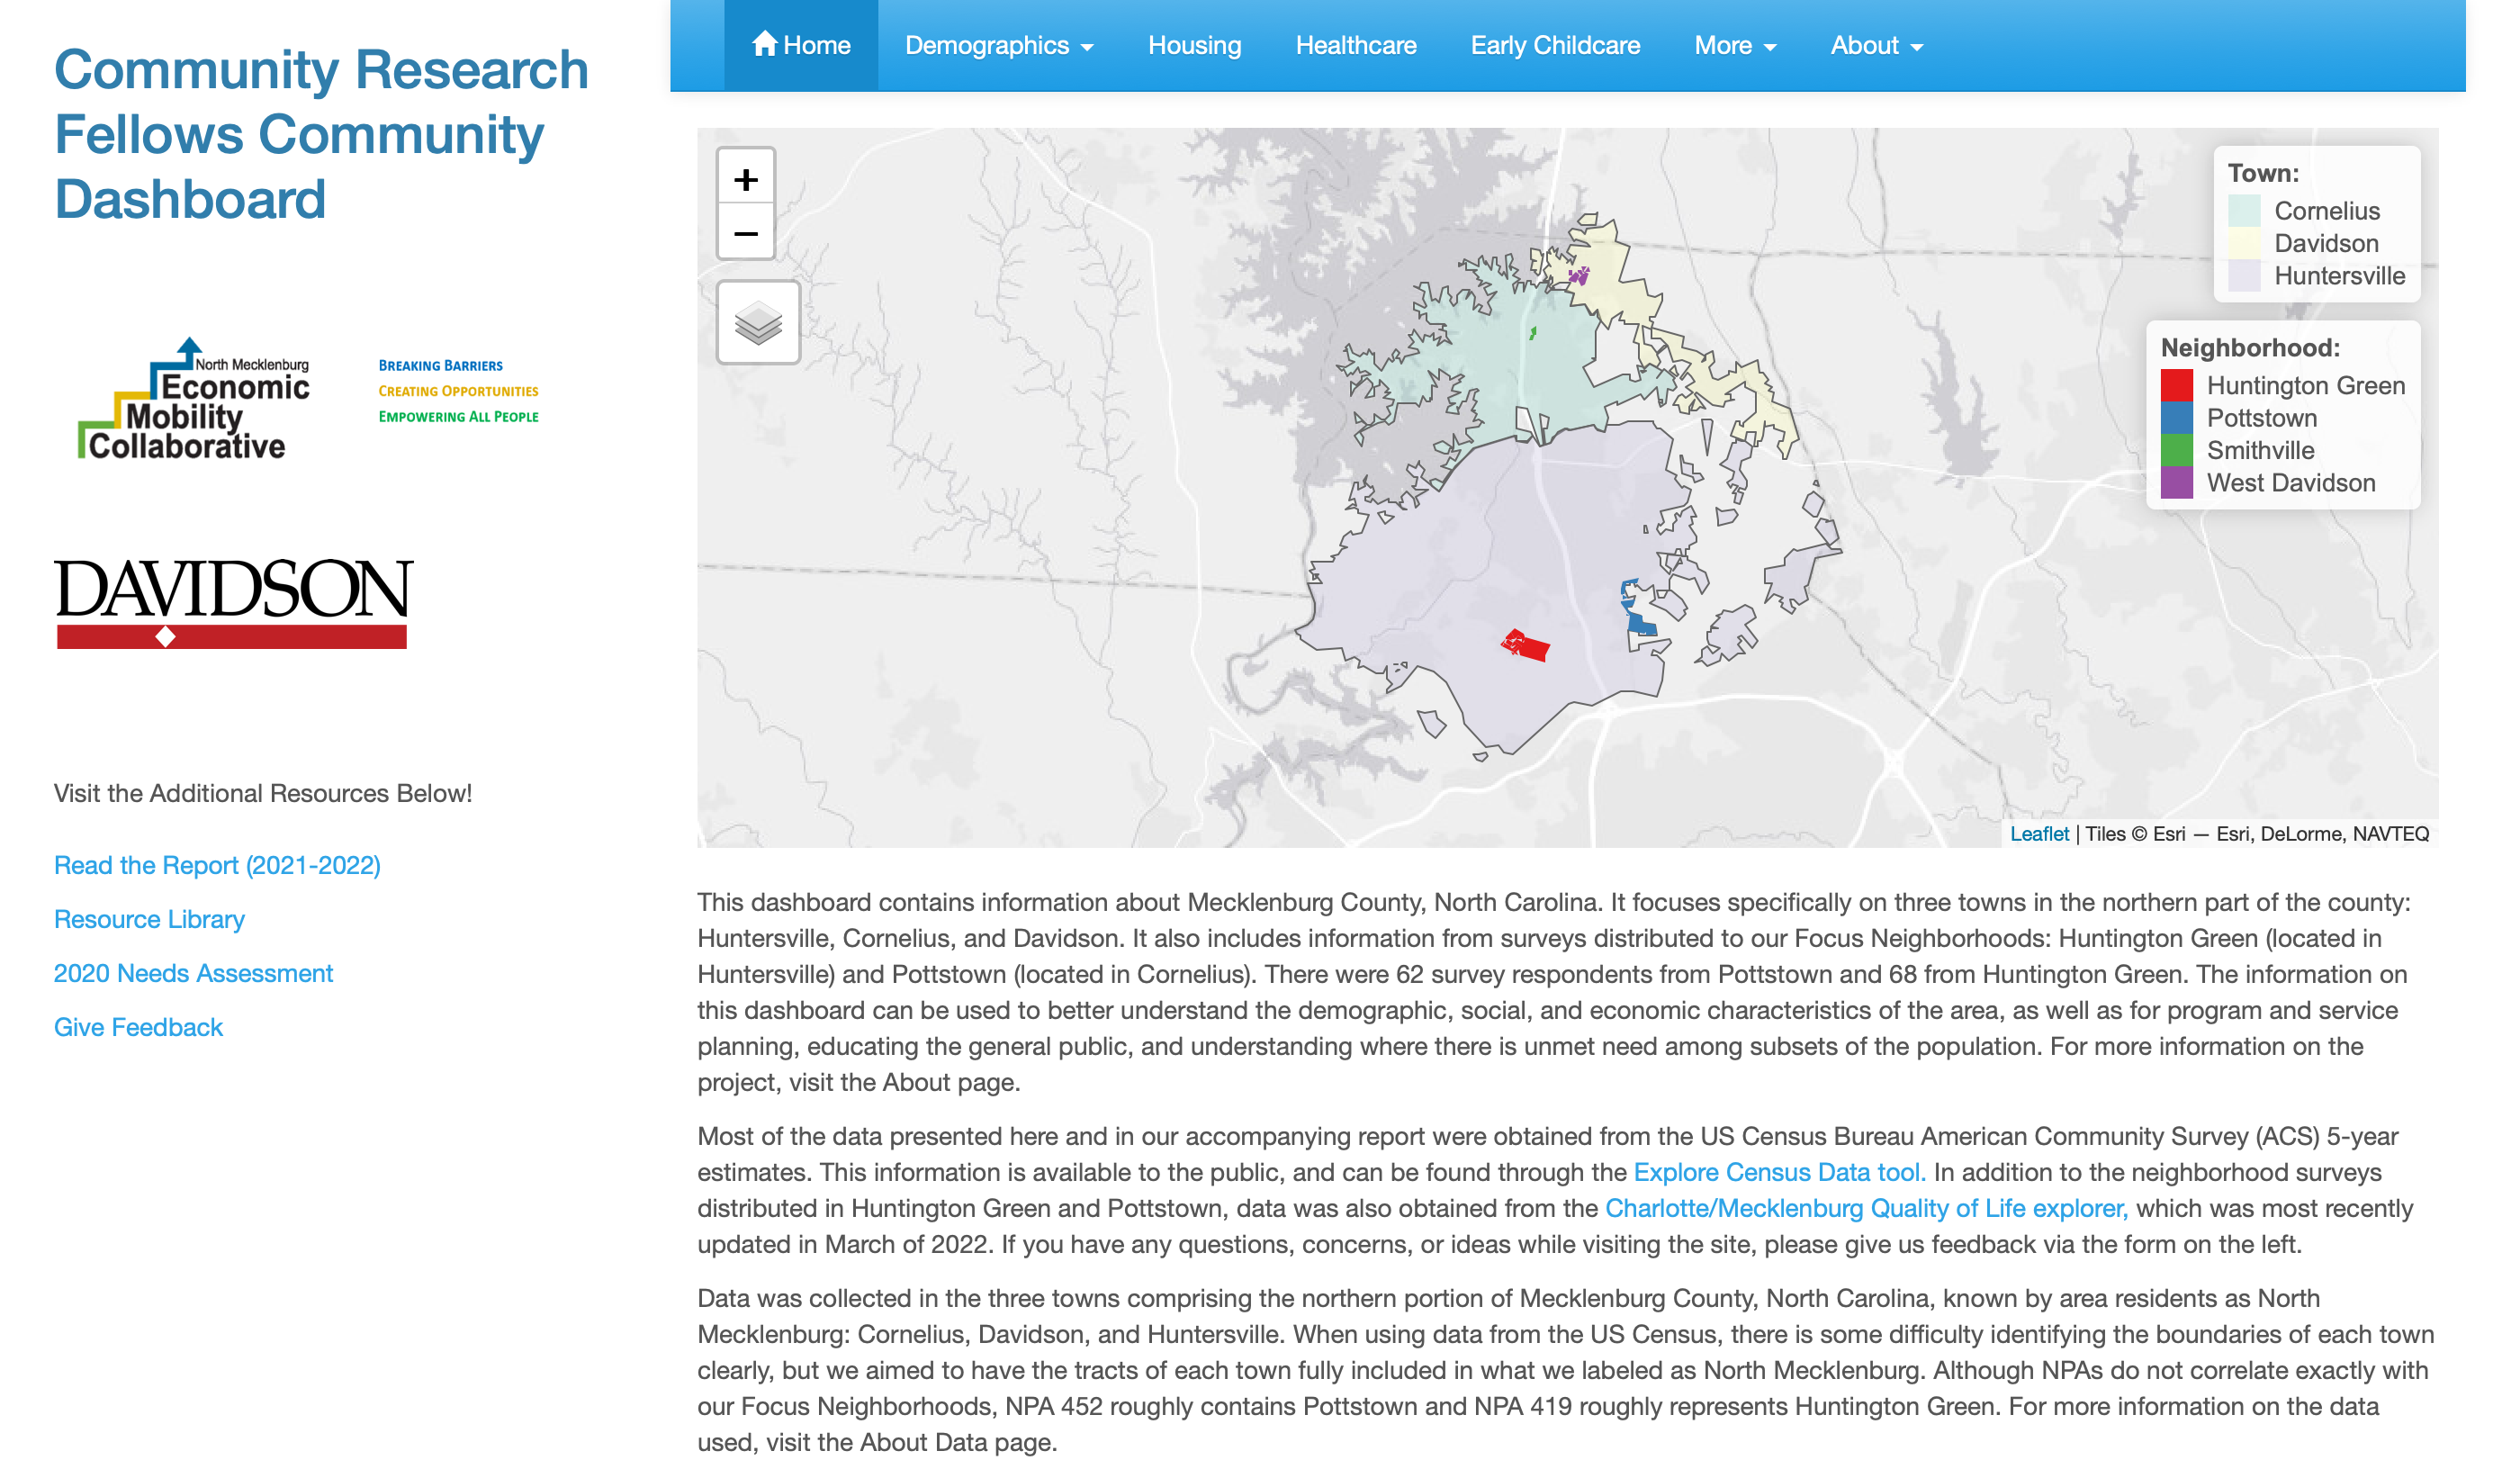 Community Research
Fellows Community
Dashboard
North Mecklenburg
Economic
Mobility
Collaborative
BREAKING BARRIERS
CREATING OPPORTUNITIES
EMPOWERING ALL PEOPLE
DAVIDSON
Visit the Additional Resources Below!
Read the Report (2021-2022)
Resource Library
2020 Needs Assessment
Give Feedback
Home Demographics Housing Healthcare Early Childcare More About
+
−
Town:
Cornelius
Davidson
Huntersville
Neighborhood:
Huntington Green
Pottstown
Smithville
West Davidson
Leaflet | Tiles © Esri — Esri, DeLorme, NAVTEQ
This dashboard contains information about Mecklenburg County, North Carolina. It focuses specifically on three towns in the northern part of the county:
Huntersville, Cornelius, and Davidson. It also includes information from surveys distributed to our Focus Neighborhoods: Huntington Green (located in
Huntersville) and Pottstown (located in Cornelius). There were 62 survey respondents from Pottstown and 68 from Huntington Green. The information on
this dashboard can be used to better understand the demographic, social, and economic characteristics of the area, as well as for program and service
planning, educating the general public, and understanding where there is unmet need among subsets of the population. For more information on the
project, visit the About page.
Most of the data presented here and in our accompanying report were obtained from the US Census Bureau American Community Survey (ACS) 5-year
estimates. This information is available to the public, and can be found through the Explore Census Data tool. In addition to the neighborhood surveys
distributed in Huntington Green and Pottstown, data was also obtained from the Charlotte/Mecklenburg Quality of Life explorer, which was most recently
updated in March of 2022. If you have any questions, concerns, or ideas while visiting the site, please give us feedback via the form on the left.
Data was collected in the three towns comprising the northern portion of Mecklenburg County, North Carolina, known by area residents as North
Mecklenburg: Cornelius, Davidson, and Huntersville. When using data from the US Census, there is some difficulty identifying the boundaries of each town
clearly, but we aimed to have the tracts of each town fully included in what we labeled as North Mecklenburg. Although NPAs do not correlate exactly with
our Focus Neighborhoods, NPA 452 roughly contains Pottstown and NPA 419 roughly represents Huntington Green. For more information on the data
used, visit the About Data page.